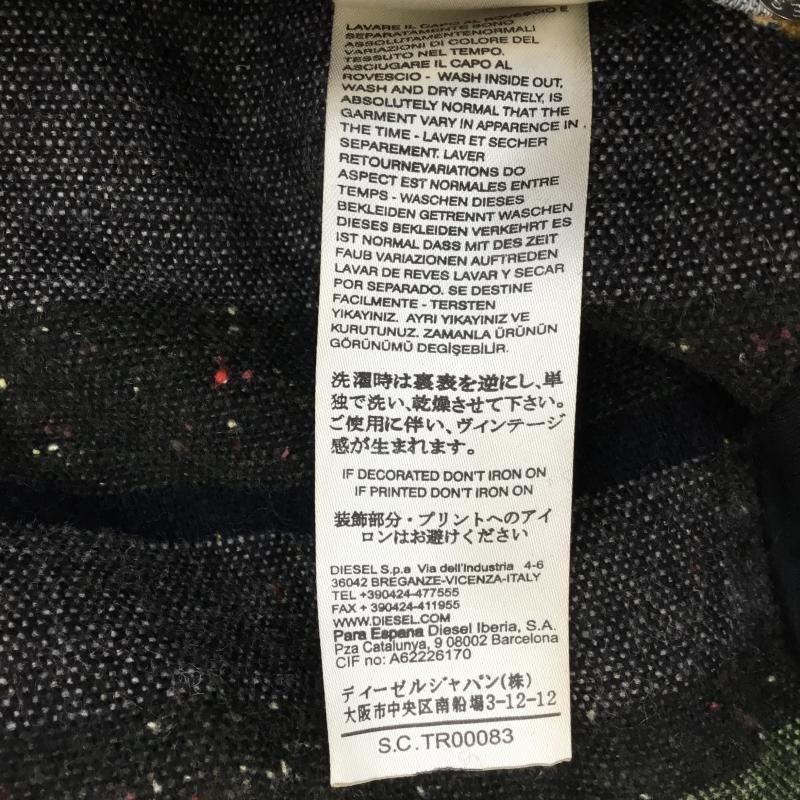 LAVARE IL CAPO AL ROVESCIO E
SEPARATAMENTE SONO
ASSOLUTAMENTENORMALI
VARIAZIONI DI COLORE DEL
TESSUTO NEL TEMPO.
ASCIUGARE IL CAPO AL
ROVESCIO - WASH INSIDE OUT,
WASH AND DRY SEPARATELY, IS
ABSOLUTELY NORMAL THAT THE
GARMENT VARY IN APPARENCE IN
THE TIME - LAVER ET SECHER
SEPAREMENT. LAVER
RETOURNEVARIATIONS DO
ASPECT EST NORMALES ENTRE
TEMPS - WASCHEN DIESES
BEKLEIDEN GETRENNT WASCHEN
DIESES BEKLEIDEN VERKEHRT ES
IST NORMAL DASS MIT DES ZEIT
FAUB VARIAZIONEN AUFTREDEN
LAVAR DE REVES LAVAR Y SECAR
POR SEPARADO. SE DESTINE
FACILMENTE - TERSTEN
YIKAYINIZ. AYRI YIKAYINIZ VE
KURUTUNUZ. ZAMANLA ÜRÜNÜN
GÖRÜNÜMÜ DEGİŞEBİLİR.
洗濯時は裏表を逆にし、単
独で洗い、乾燥させて下さい。
ご使用に伴い、ヴィンテージ
感が生まれます。
IF DECORATED DON'T IRON ON
IF PRINTED DON'T IRON ON
装飾部分・プリントへのアイ
ロンはお避けください
DIESEL S.p.a Via dell'Industria 4-6
36042 BREGANZE-VICENZA-ITALY
TEL +390424-477555
FAX + 390424-411955
WWW.DIESEL.COM
Para Espana Diesel Iberia, S.A.
Pza Catalunya, 9 08002 Barcelona
CIF no: A62226170
ディーゼルジャパン(株)
大阪市中央区南船場3-12-12
S.C.TR00083